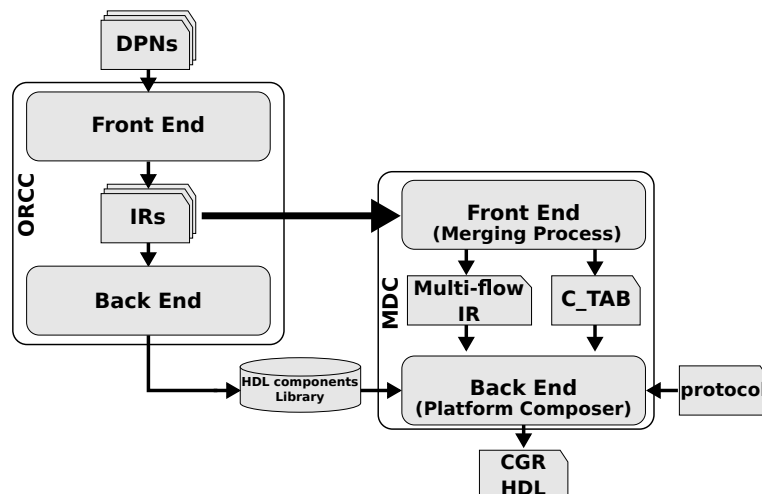 DPNs
Front End
ORCC
IRs
Back End
Front End
(Merging Process)
MDC
Multi-flow
IR
C_TAB
HDL components
Library
Back End
(Platform Composer)
protocol
CGR
HDL